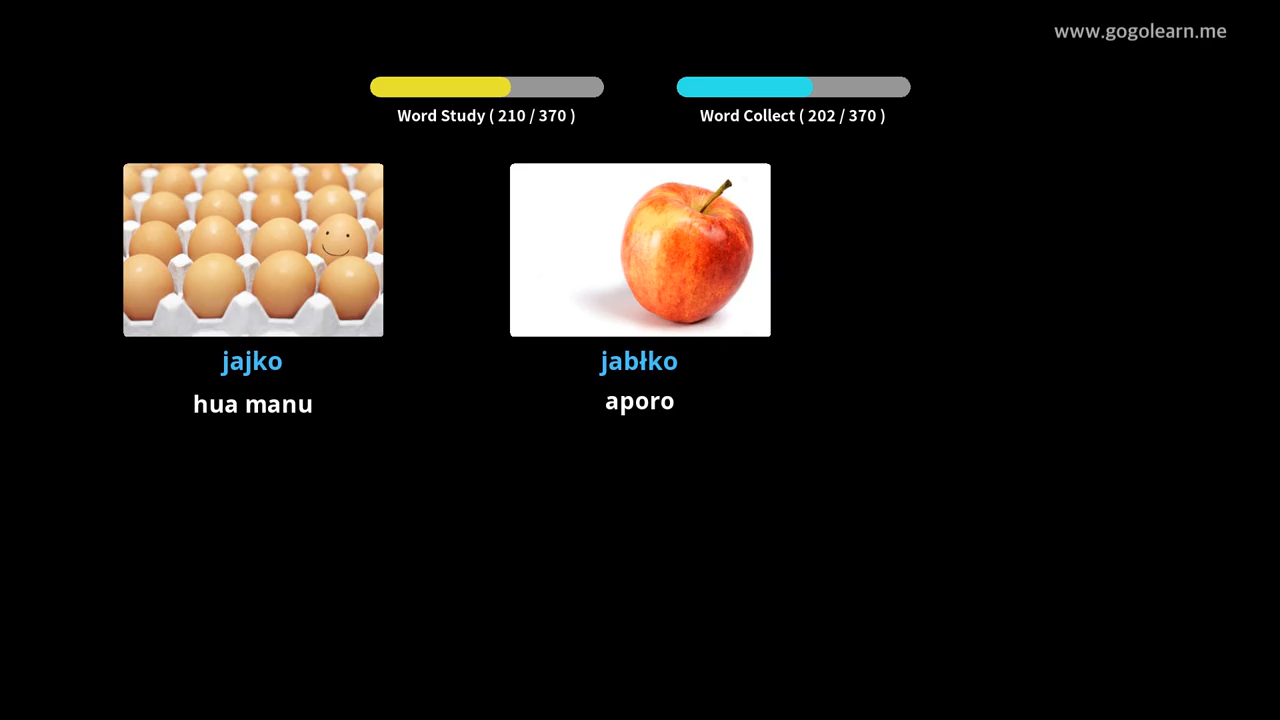 www.gogolearn.me
Word Study ( 210 / 370 )
Word Collect ( 202 / 370 )
jajko
hua manu
jabłko
aporo